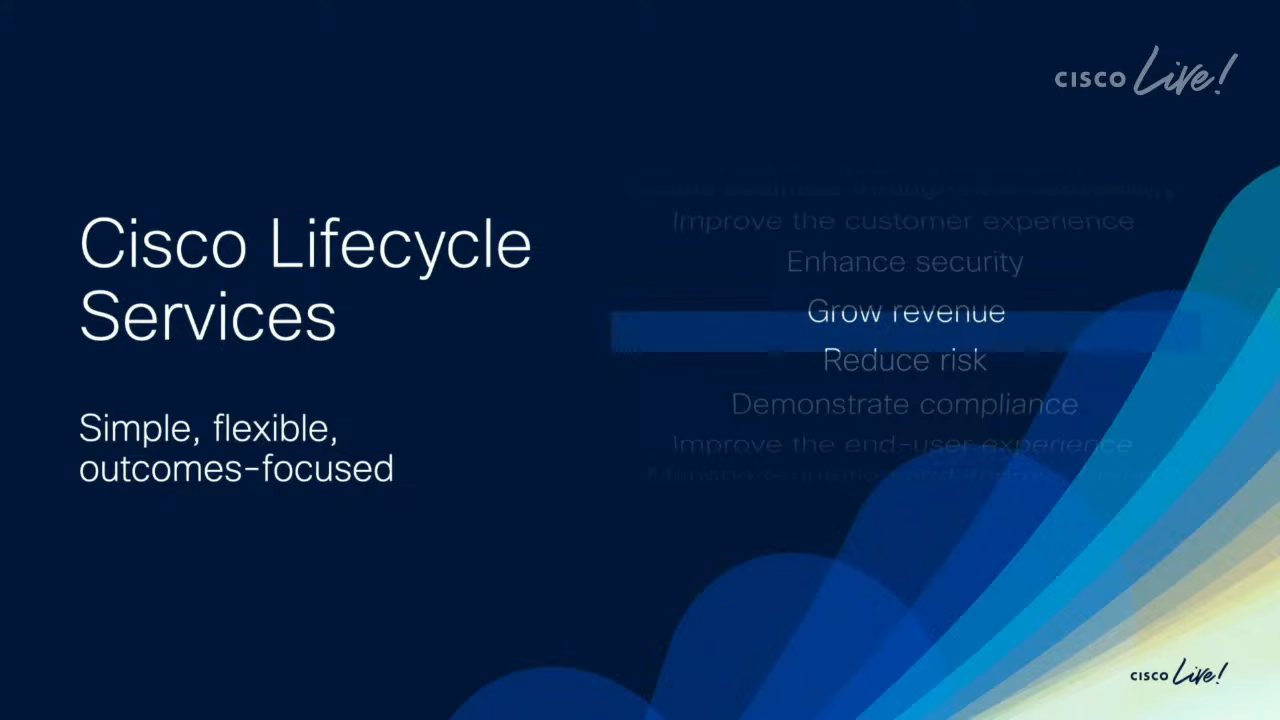 CISCO Live!
Cisco Lifecycle
Services
Simple, flexible,
outcomes-focused
Improve the customer experience
Enhance security
Grow revenue
Reduce risk
Demonstrate compliance
Improve the end-user experience
CISCO Live!